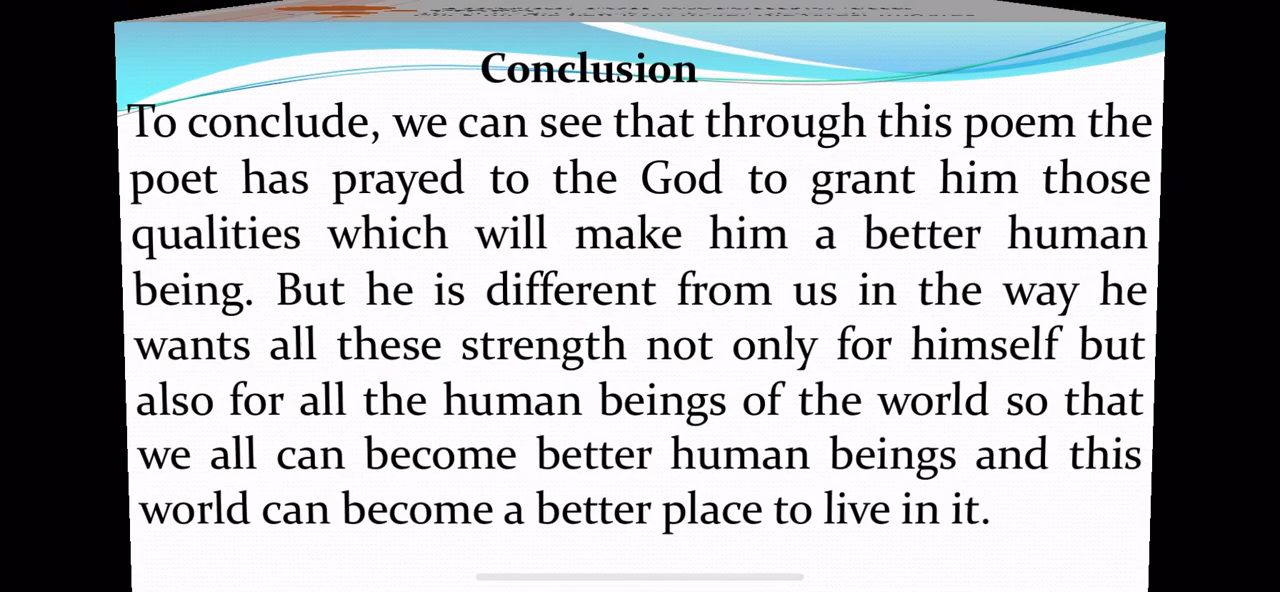 Conclusion
To conclude, we can see that through this poem the
poet has prayed to the God to grant him those
qualities which will make him a better human
being. But he is different from us in the way he
wants all these strength not only for himself but
also for all the human beings of the world so that
we all can become better human beings and this
world can become a better place to live in it.